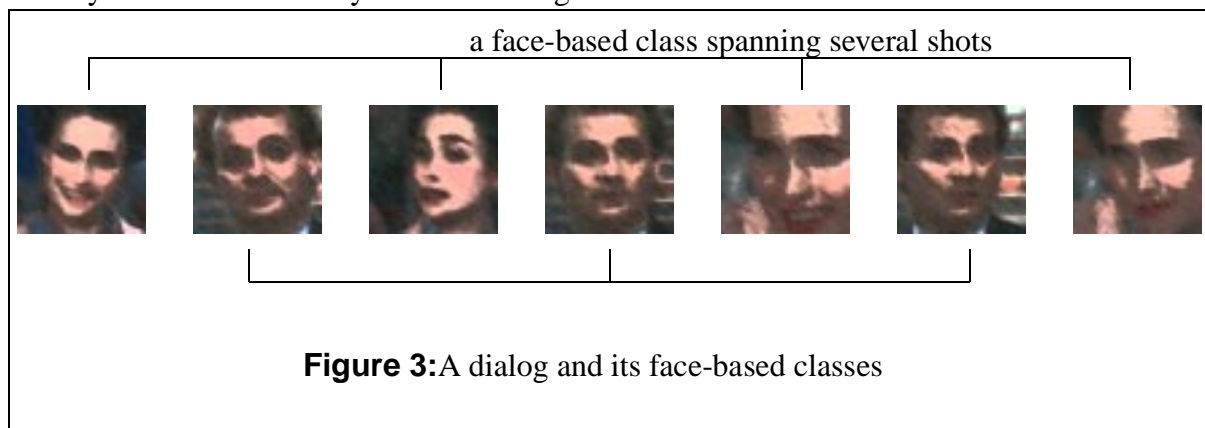 a face-based class spanning several shots
Figure 3:A dialog and its face-based classes